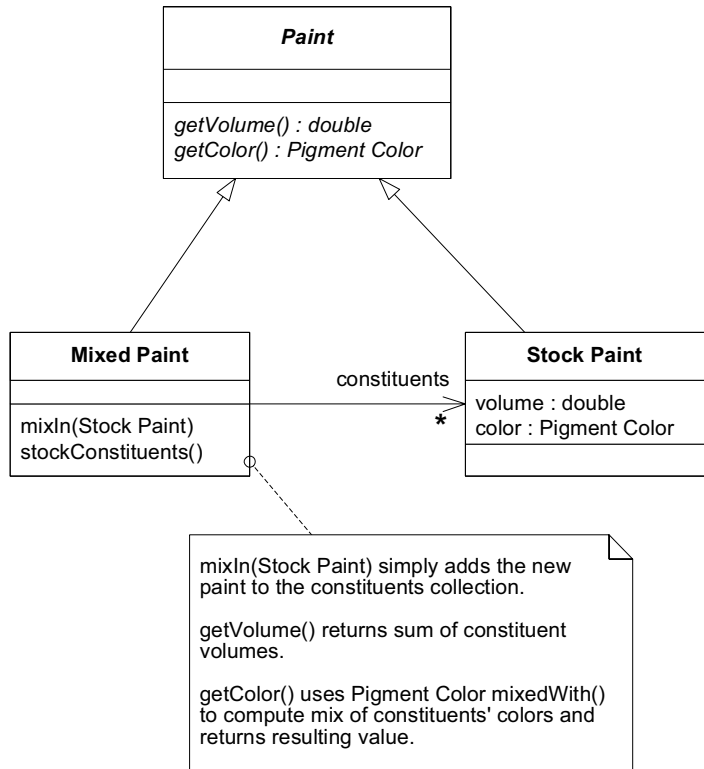 Paint
getVolume() : double
getColor() : Pigment Color
Mixed Paint
mixIn(Stock Paint)
stockConstituents()
constituents
*
Stock Paint
volume : double
color : Pigment Color
mixIn(Stock Paint) simply adds the new
paint to the constituents collection.
getVolume() returns sum of constituent
volumes.
getColor() uses Pigment Color mixedWith()
to compute mix of constituents' colors and
returns resulting value.